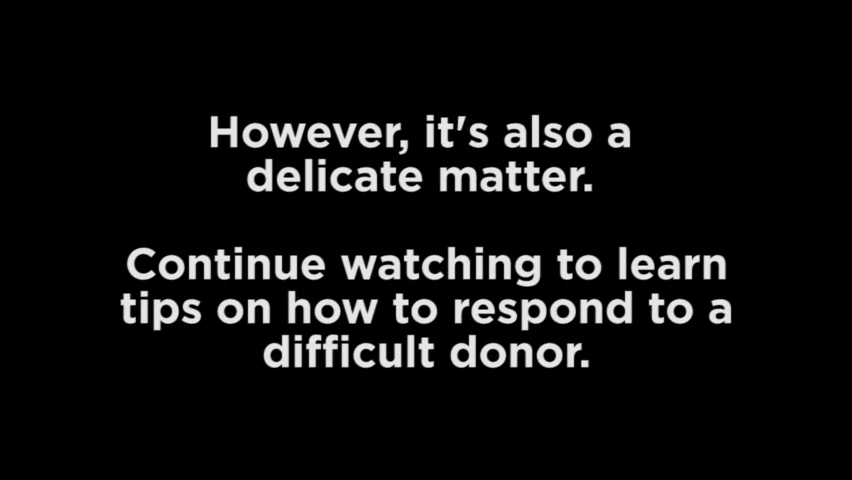 However, it's also a
delicate matter.
Continue watching to learn
tips on how to respond to a
difficult donor.